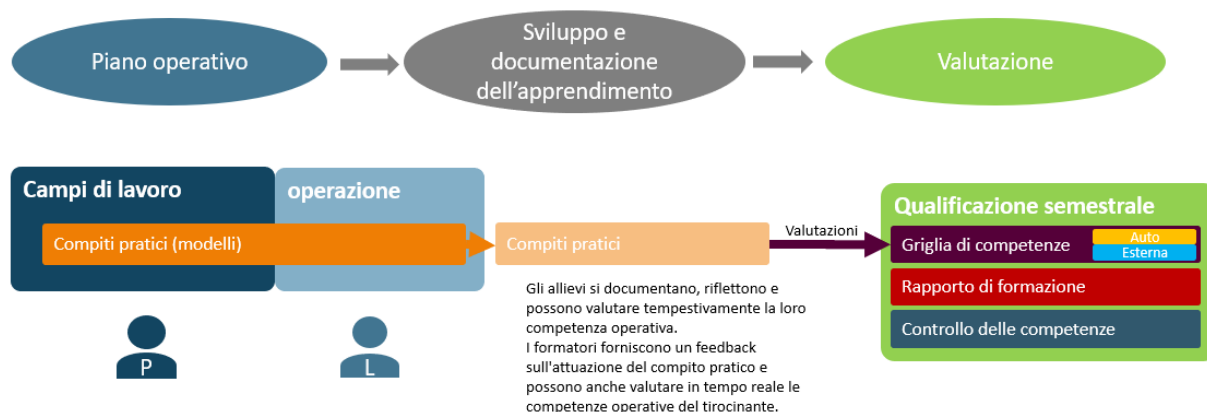 Piano operativo
Sviluppo e
documentazione
dell'apprendimento
Valutazione
Campi di lavoro
operazione
Compiti pratici (modelli)
Compiti pratici
Valutazioni
Qualificazione semestrale
Griglia di competenze
Auto
Esterna
Rapporto di formazione
Controllo delle competenze
P
L
Gli allievi si documentano, riflettono e
possono valutare tempestivamente la loro
competenza operativa.
I formatori forniscono un feedback
sull'attuazione del compito pratico e
possono anche valutare in tempo reale le
competenze operative del tirocinante.